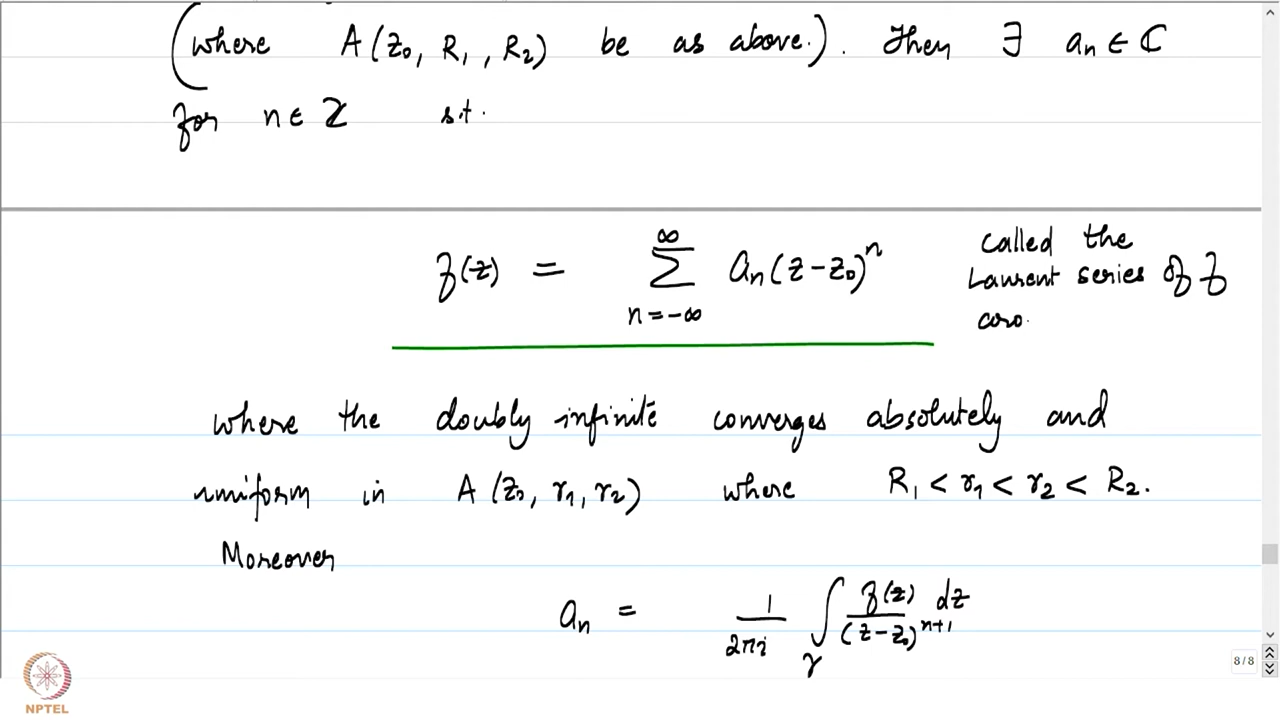 (where A(z₀, R₁, R₂) be as above.). Then ∃ aₙ ∈ ℂ
for n ∈ ℤ s.t.
f(z) = ∑_{n=-∞}^{∞} aₙ(z-z₀)ⁿ called the
Laurent series of f
where the doubly infinite converges absolutely and
uniform in A(z₀, r₁, r₂) where R₁ < r₁ < r₂ < R₂.
Moreover
aₙ = 1/2πi ∫_γ f(z)/(z-z₀)ⁿ⁺¹ dz
8/8
NPTEL